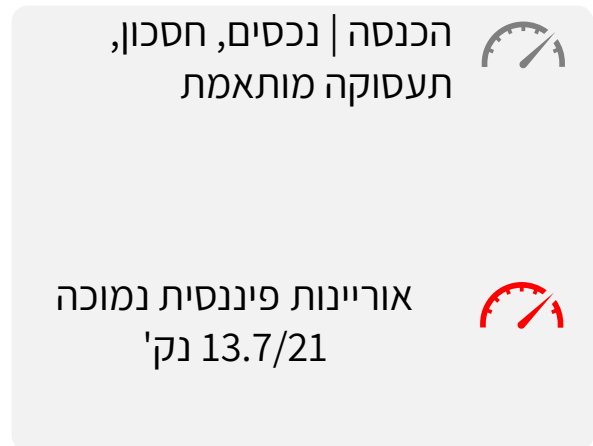 הכנסה | נכסים, חסכון,
תעסוקה מותאמת
אוריינות פיננסית נמוכה
13.7/21 נק'